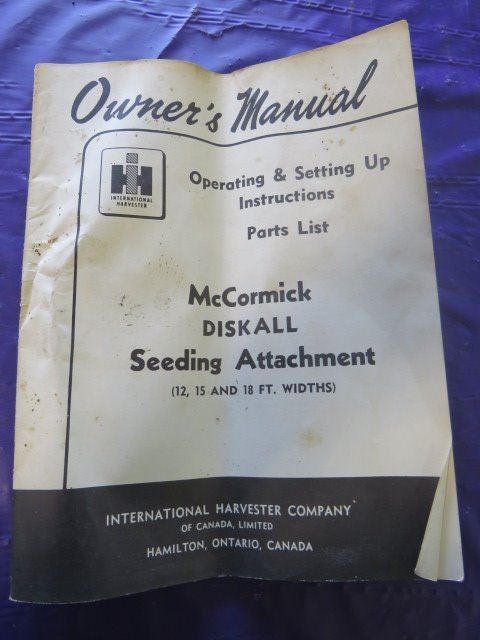 Owner's Manual
IH
INTERNATIONAL
HARVESTER
Operating & Setting Up
Instructions
Parts List
McCormick
DISKALL
Seeding Attachment
(12, 15 AND 18 FT. WIDTHS)
INTERNATIONAL HARVESTER COMPANY
OF CANADA, LIMITED
HAMILTON, ONTARIO, CANADA